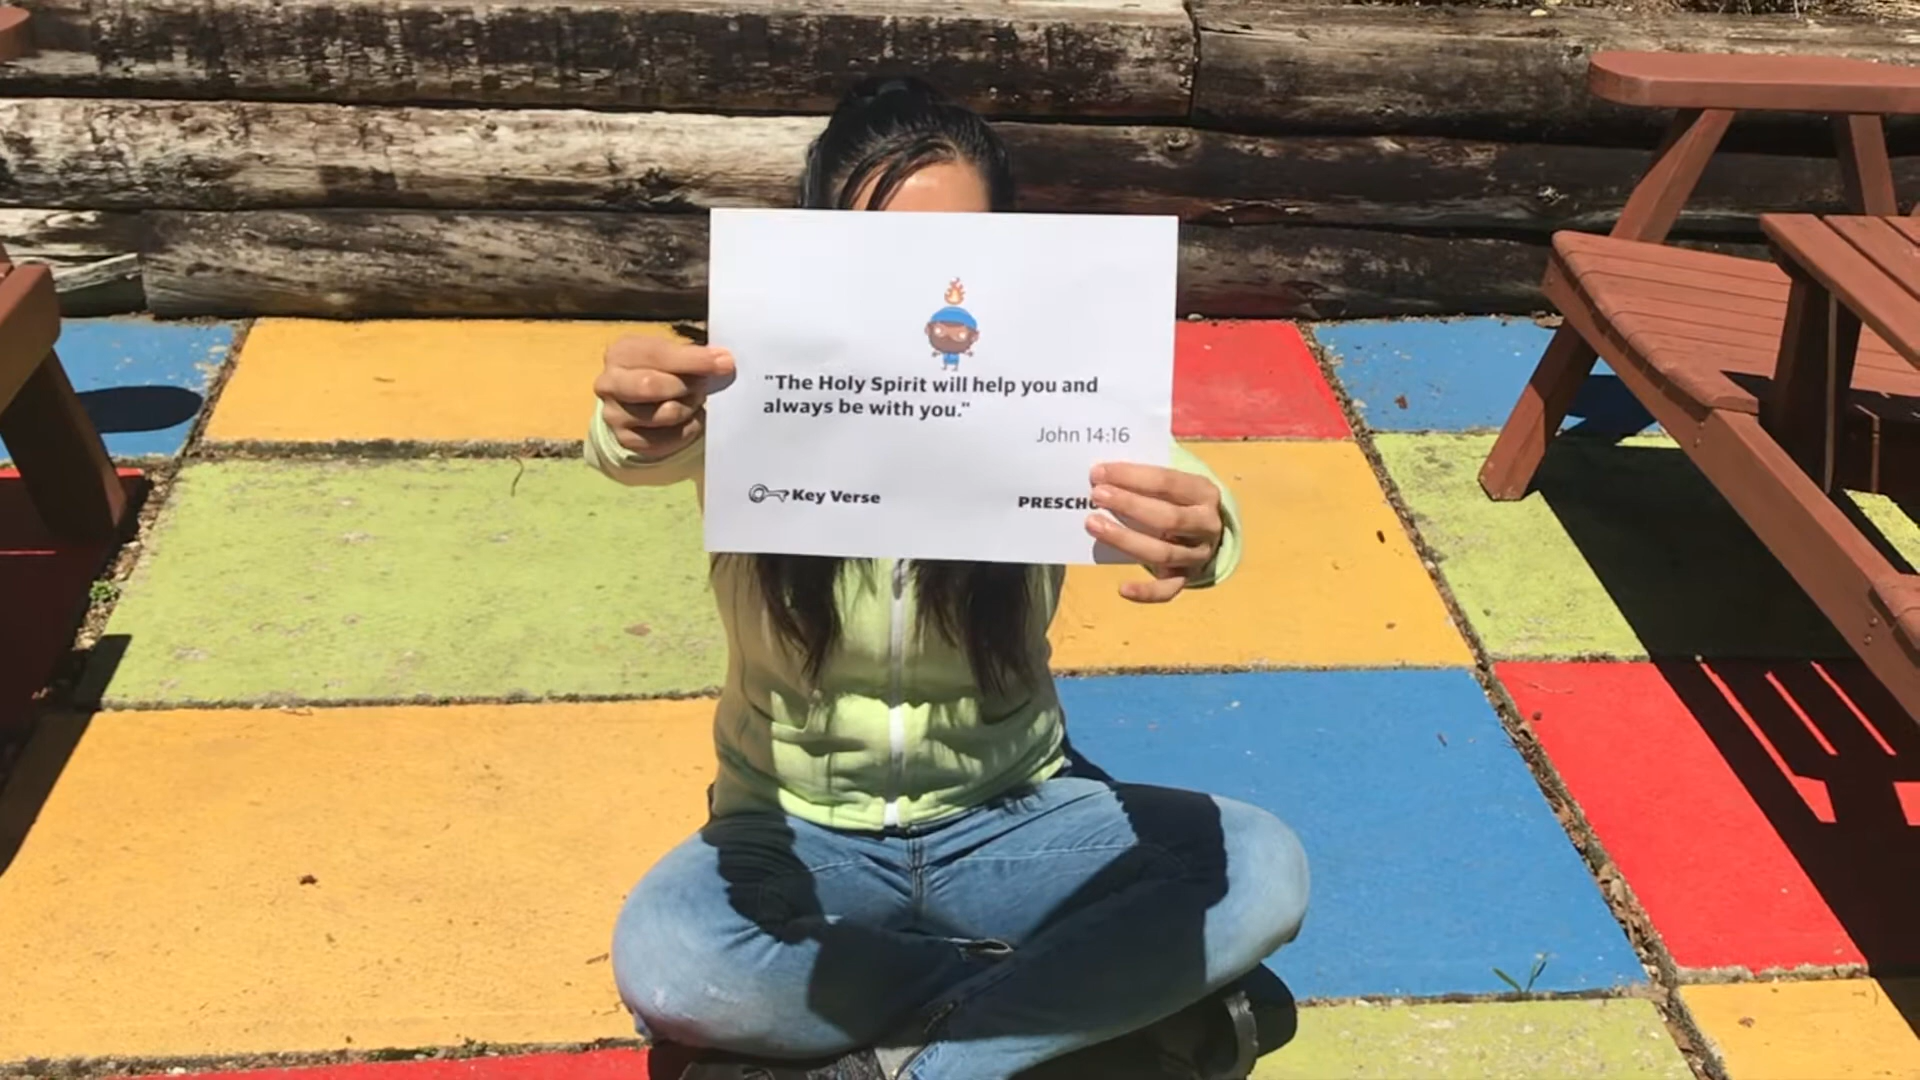 "The Holy Spirit will help you and
always be with you."
John 14:16
Key Verse